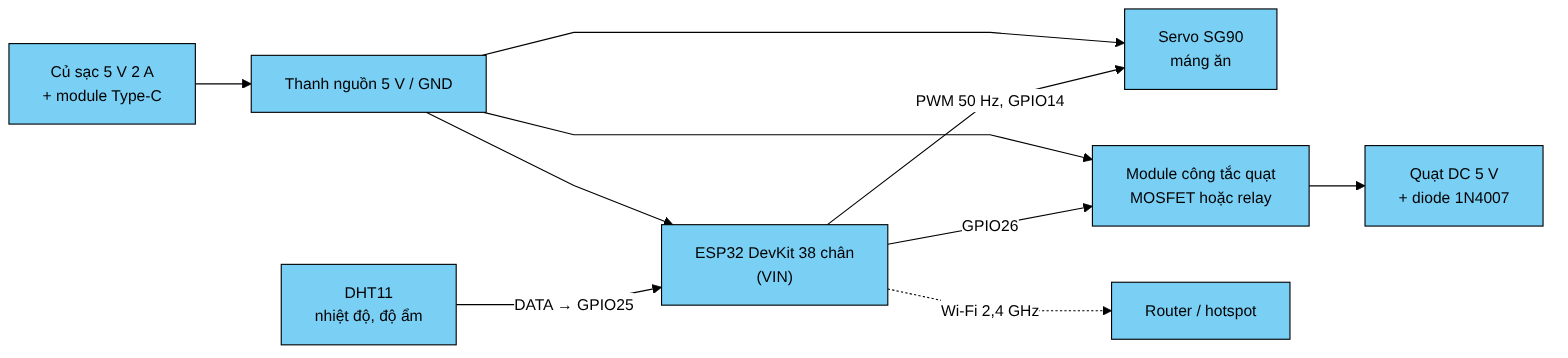 Củ sạc 5 V 2 A
+ module Type-C
Thanh nguồn 5 V / GND
Servo SG90
máng ăn
PWM 50 Hz, GPIO14
Module công tắc quạt
MOSFET hoặc relay
Quạt DC 5 V
+ diode 1N4007
GPIO26
ESP32 DevKit 38 chân
(VIN)
DHT11
nhiệt độ, độ ẩm
DATA → GPIO25
Wi-Fi 2,4 GHz
Router / hotspot